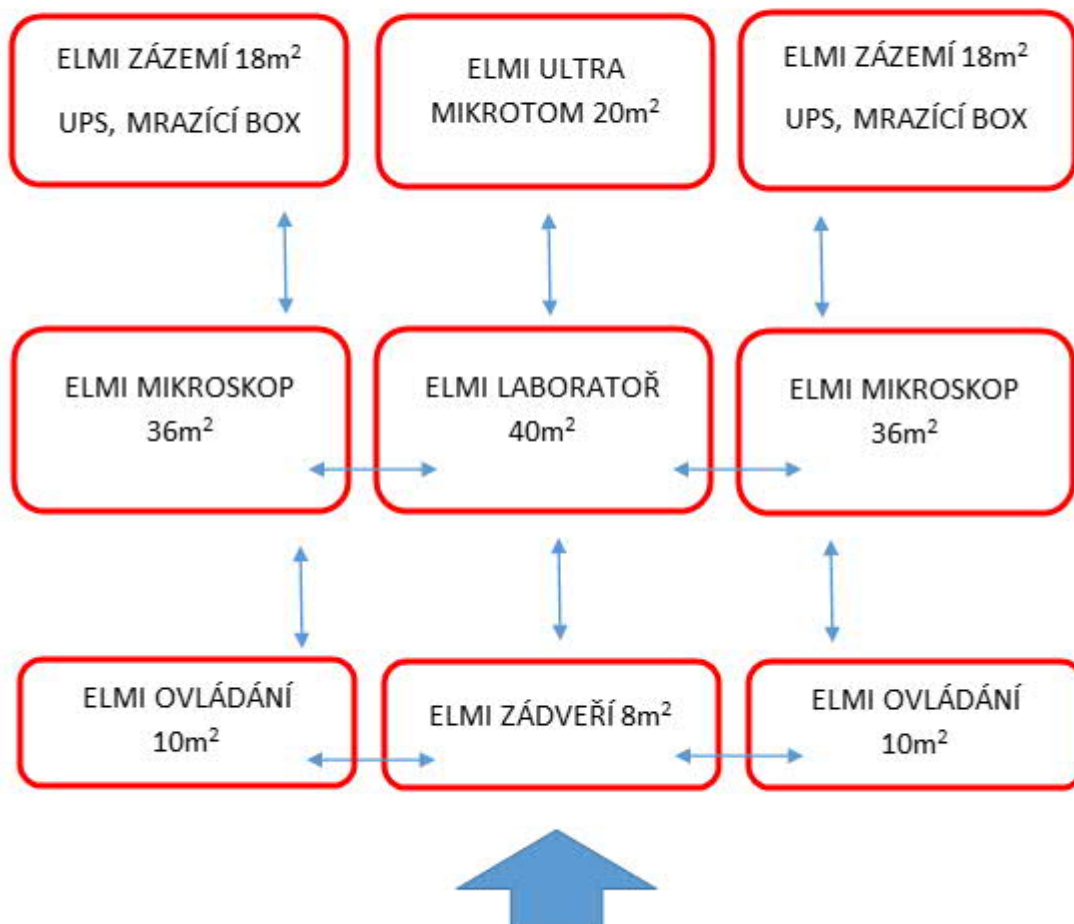 ELMI ZÁZEMÍ 18m²
UPS, MRAZÍCÍ BOX
ELMI ULTRA
MIKROTOM 20m²
ELMI ZÁZEMÍ 18m²
UPS, MRAZÍCÍ BOX
ELMI MIKROSKOP
36m²
ELMI LABORATOŘ
40m²
ELMI MIKROSKOP
36m²
ELMI OVLÁDÁNÍ
10m²
ELMI ZÁDVEŘÍ 8m²
ELMI OVLÁDÁNÍ
10m²